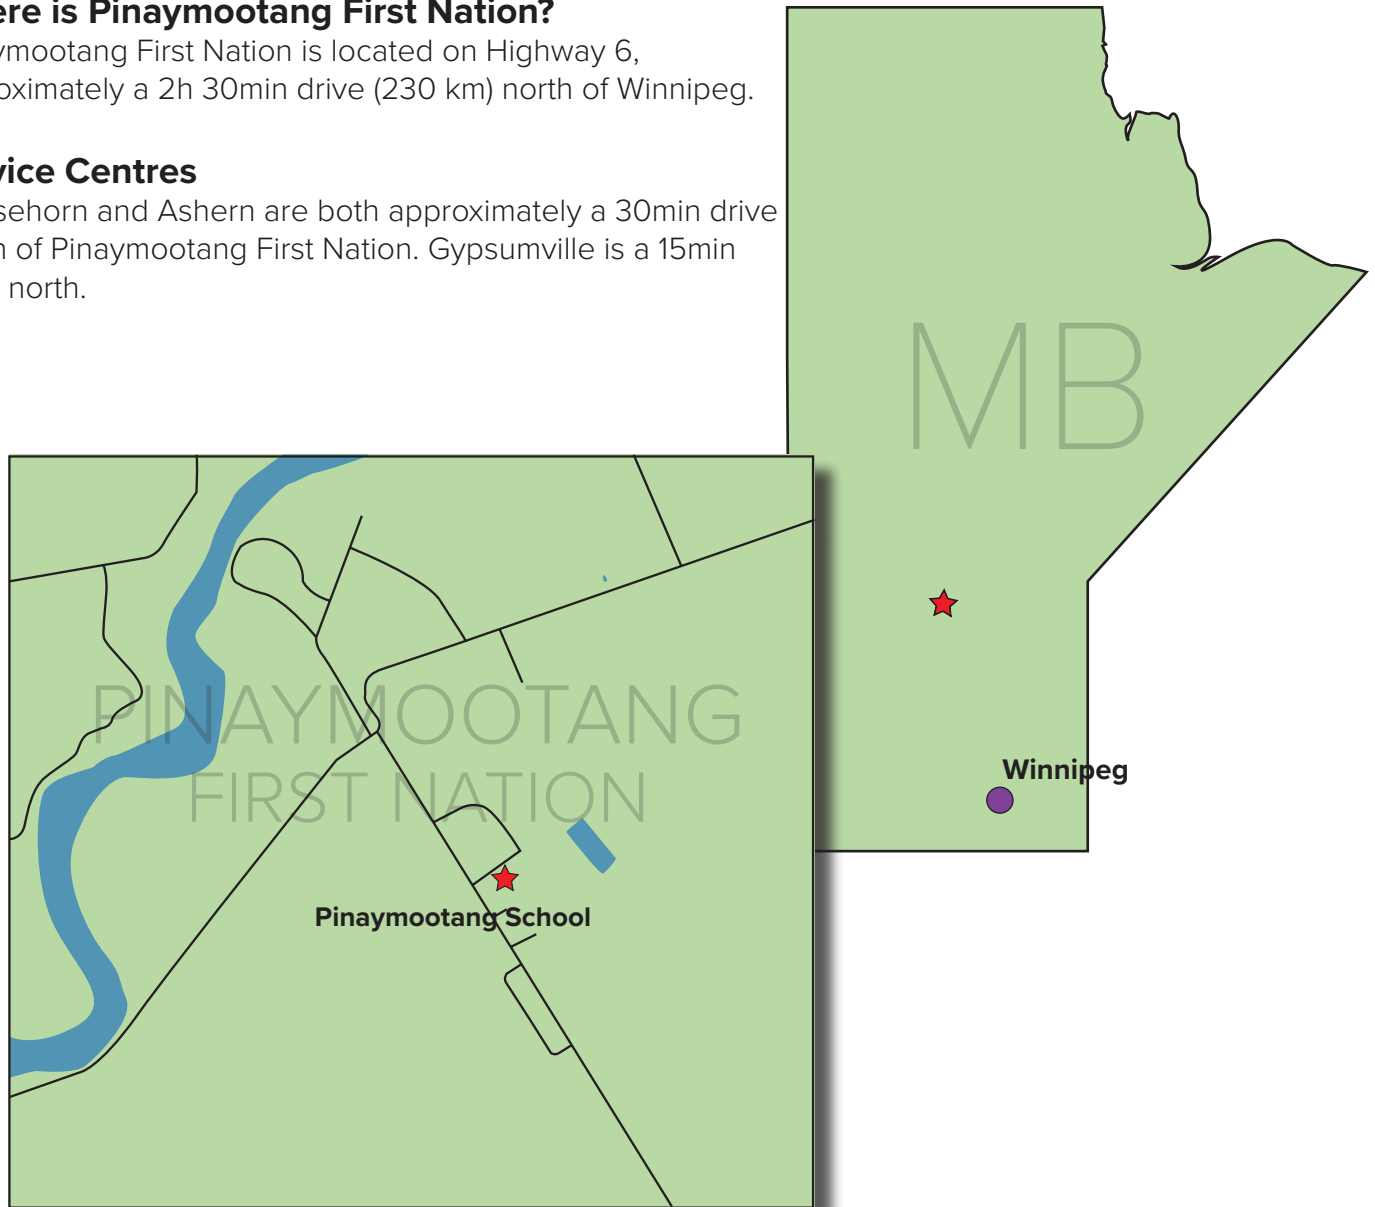 ere is Pinaymootang First Nation?
ymootang First Nation is located on Highway 6,
oximately a 2h 30min drive (230 km) north of Winnipeg.
vice Centres
sehorn and Ashern are both approximately a 30min drive
n of Pinaymootang First Nation. Gypsumville is a 15min
north.
MB
Winnipeg
PINAYMOOTANG
FIRST NATION
Pinaymootang School